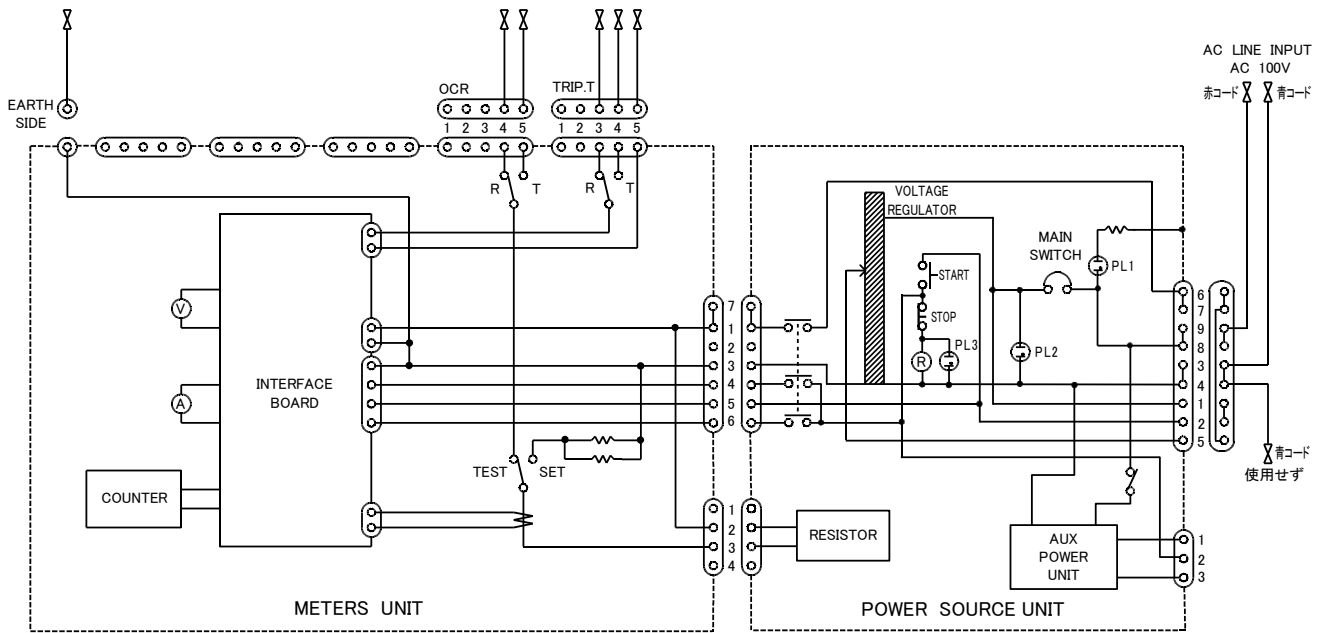 AC LINE INPUT
AC 100V
赤コード
青コード
EARTH
SIDE
OCR
TRIP.T
1 2 3 4 5
1 2 3 4 5
R T
R T
VOLTAGE
REGULATOR
MAIN
SWITCH
PL1
START
STOP
PL3
R
PL2
V
A
INTERFACE
BOARD
COUNTER
TEST SET
7
1
2
3
4
5
6
1
2
3
4
6
7
9
8
3
4
1
2
5
青コード
使用せず
RESISTOR
AUX
POWER
UNIT
1
2
3
METERS UNIT
POWER SOURCE UNIT